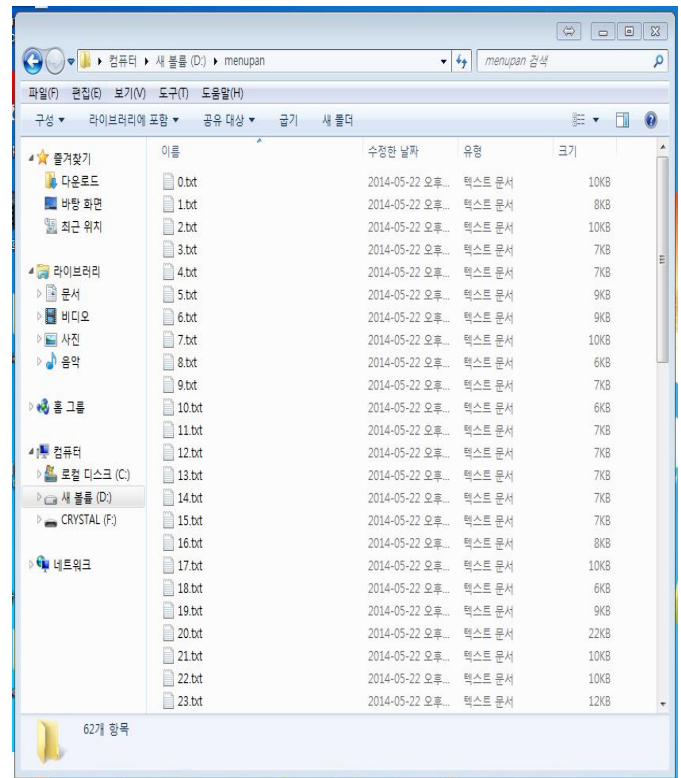 컴퓨터 ▸ 새 볼륨 (D:) ▸ menupan
menupan 검색
파일(F) 편집(E) 보기(V) 도구(T) 도움말(H)
구성 라이브러리에 포함 공유 대상 굽기 새 폴더
즐겨찾기
다운로드
바탕 화면
최근 위치
라이브러리
문서
비디오
사진
음악
홈 그룹
컴퓨터
로컬 디스크 (C:)
새 볼륨 (D:)
CRYSTAL (F:)
네트워크
이름 수정한 날짜 유형 크기
0.txt 2014-05-22 오후... 텍스트 문서 10KB
1.txt 2014-05-22 오후... 텍스트 문서 8KB
2.txt 2014-05-22 오후... 텍스트 문서 10KB
3.txt 2014-05-22 오후... 텍스트 문서 7KB
4.txt 2014-05-22 오후... 텍스트 문서 7KB
5.txt 2014-05-22 오후... 텍스트 문서 9KB
6.txt 2014-05-22 오후... 텍스트 문서 9KB
7.txt 2014-05-22 오후... 텍스트 문서 10KB
8.txt 2014-05-22 오후... 텍스트 문서 6KB
9.txt 2014-05-22 오후... 텍스트 문서 7KB
10.txt 2014-05-22 오후... 텍스트 문서 6KB
11.txt 2014-05-22 오후... 텍스트 문서 7KB
12.txt 2014-05-22 오후... 텍스트 문서 7KB
13.txt 2014-05-22 오후... 텍스트 문서 7KB
14.txt 2014-05-22 오후... 텍스트 문서 7KB
15.txt 2014-05-22 오후... 텍스트 문서 7KB
16.txt 2014-05-22 오후... 텍스트 문서 8KB
17.txt 2014-05-22 오후... 텍스트 문서 10KB
18.txt 2014-05-22 오후... 텍스트 문서 6KB
19.txt 2014-05-22 오후... 텍스트 문서 9KB
20.txt 2014-05-22 오후... 텍스트 문서 22KB
21.txt 2014-05-22 오후... 텍스트 문서 10KB
22.txt 2014-05-22 오후... 텍스트 문서 10KB
23.txt 2014-05-22 오후... 텍스트 문서 12KB
62개 항목